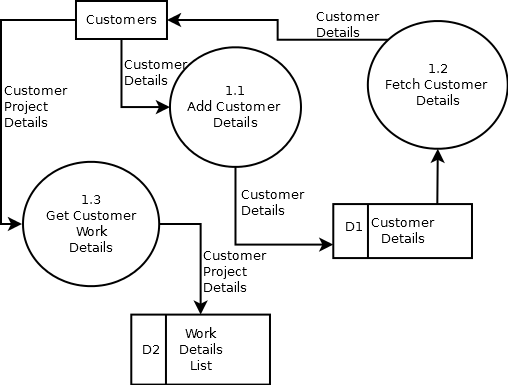 Customers
Customer
Details
Customer
Details
Customer
Project
Details
1.1
Add Customer
Details
1.2
Fetch Customer
Details
Customer
Details
1.3
Get Customer
Work
Details
D1
Customer
Details
Customer
Project
Details
D2
Work
Details
List